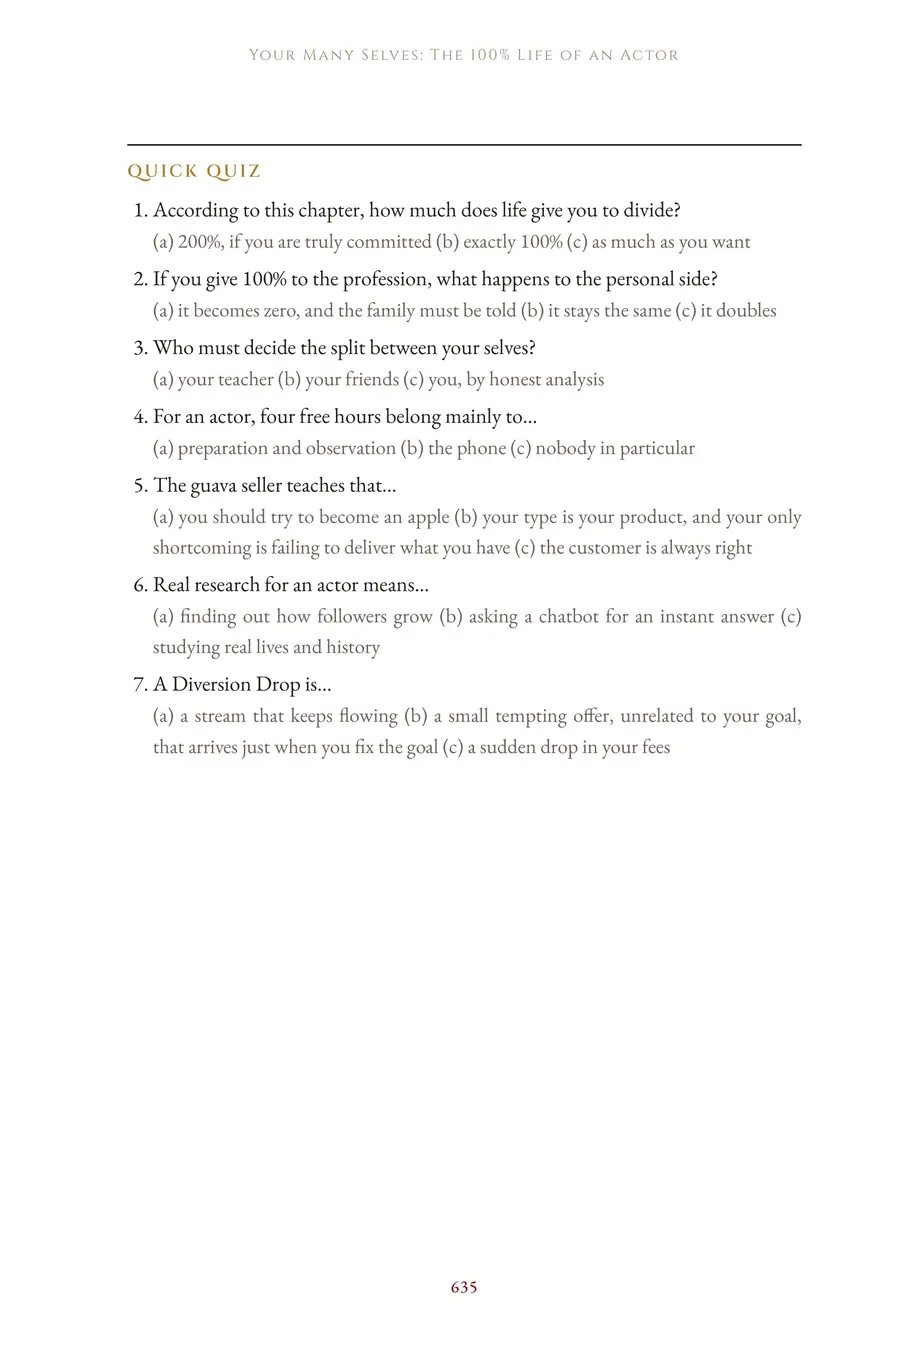 Your Many Selves: The 100% Life of an Actor
QUICK QUIZ
1. According to this chapter, how much does life give you to divide?
(a) 200%, if you are truly committed (b) exactly 100% (c) as much as you want
2. If you give 100% to the profession, what happens to the personal side?
(a) it becomes zero, and the family must be told (b) it stays the same (c) it doubles
3. Who must decide the split between your selves?
(a) your teacher (b) your friends (c) you, by honest analysis
4. For an actor, four free hours belong mainly to...
(a) preparation and observation (b) the phone (c) nobody in particular
5. The guava seller teaches that...
(a) you should try to become an apple (b) your type is your product, and your only
shortcoming is failing to deliver what you have (c) the customer is always right
6. Real research for an actor means...
(a) finding out how followers grow (b) asking a chatbot for an instant answer (c)
studying real lives and history
7. A Diversion Drop is...
(a) a stream that keeps flowing (b) a small tempting offer, unrelated to your goal,
that arrives just when you fix the goal (c) a sudden drop in your fees
635